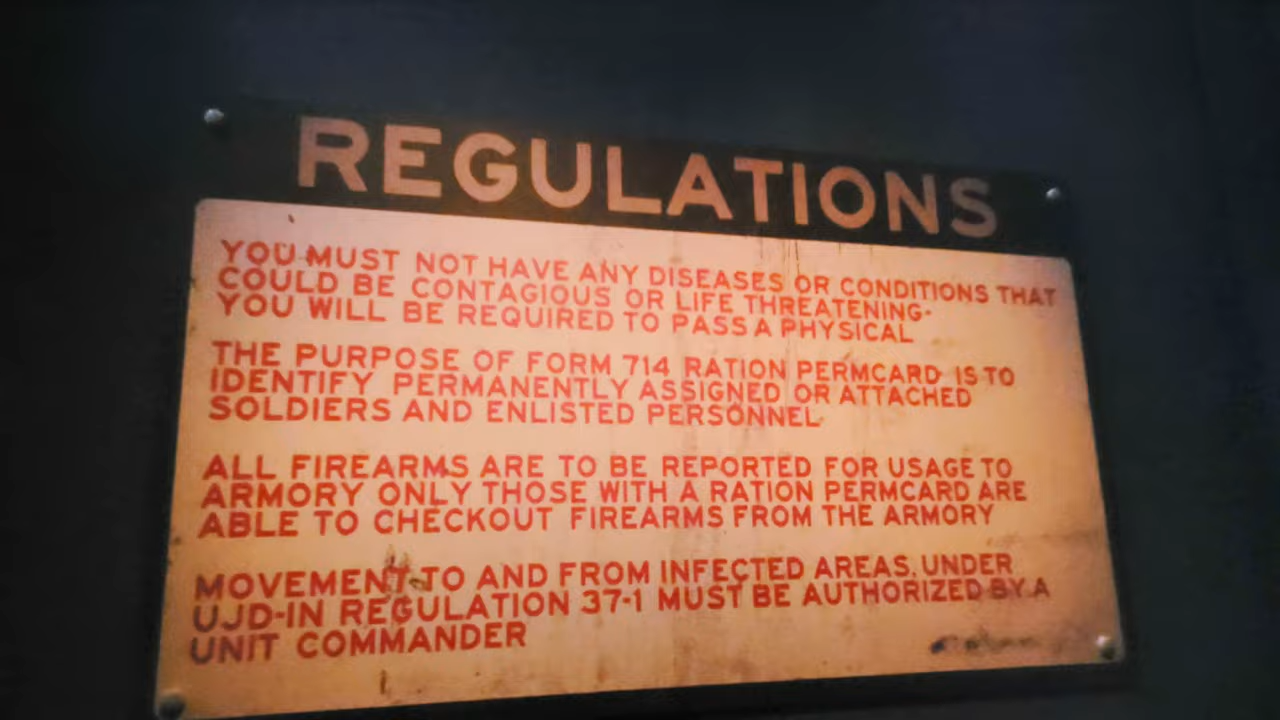 REGULATIONS
YOU MUST NOT HAVE ANY DISEASES OR CONDITIONS THAT
COULD BE CONTAGIOUS OR LIFE THREATENING-
YOU WILL BE REQUIRED TO PASS A PHYSICAL
THE PURPOSE OF FORM 714 RATION PERMCARD IS TO
IDENTIFY PERMANENTLY ASSIGNED OR ATTACHED
SOLDIERS AND ENLISTED PERSONNEL
ALL FIREARMS ARE TO BE REPORTED FOR USAGE TO
ARMORY ONLY THOSE WITH A RATION PERMCARD ARE
ABLE TO CHECKOUT FIREARMS FROM THE ARMORY
MOVEMENT TO AND FROM INFECTED AREAS, UNDER
UJD-IN REGULATION 37-1 MUST BE AUTHORIZED BY A
UNIT COMMANDER